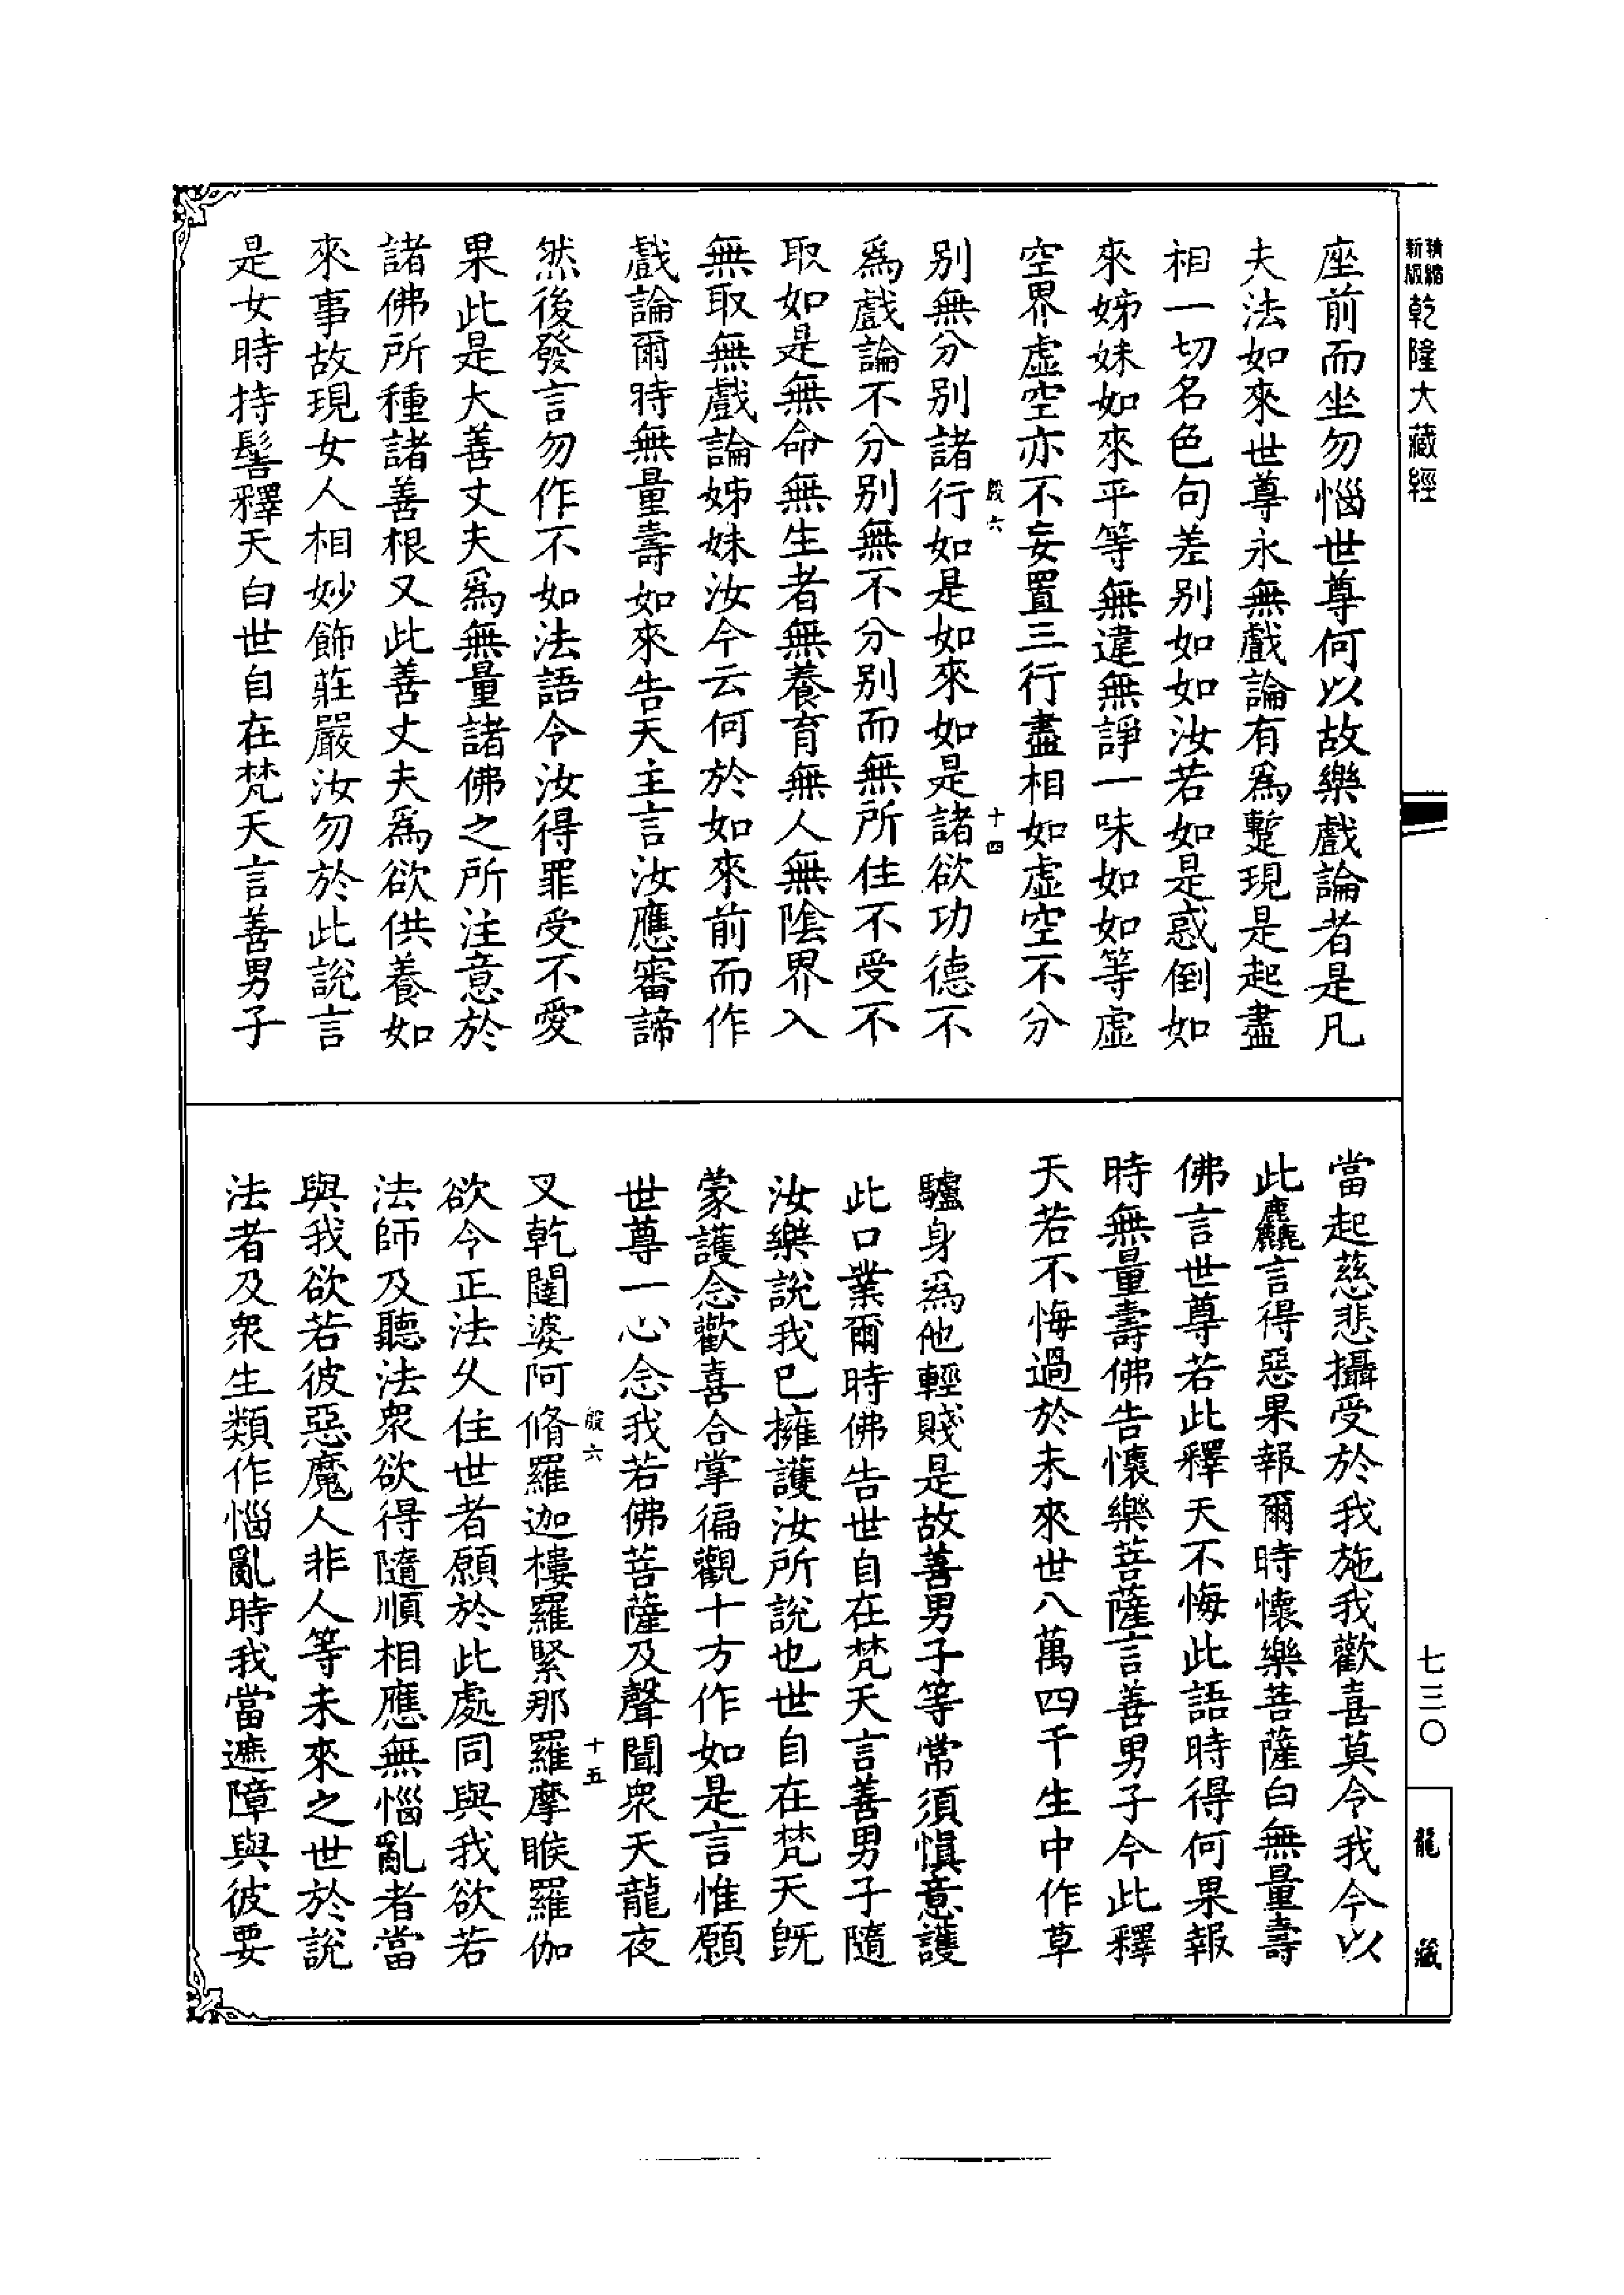 精縮
新版
乾隆大藏經
座前而坐勿惱世尊何以故樂戲論者是凡
夫法如來世尊永無戲論有爲蹔現是起盡
相一切名色句差别如如汝若如是惑倒如
來姊妹如來平等無違無諍一味如如等虛
空界虛空亦不妄置三行盡相如虛空不分
别無分别諸行如是如來如是諸欲功德不
殷六
十四
爲戲論不分别無不分别而無所住不受不
取如是無命無生者無養育無人無陰界入
無取無戲論姊妹汝今云何於如來前而作
戲論爾時無量壽如來告天主言汝應審諦
然後發言勿作不如法語令汝得罪受不愛
果此是大善丈夫爲無量諸佛之所注意於
諸佛所種諸善根又此善丈夫爲欲供養如
來事故現女人相妙飾莊嚴汝勿於此說言
是女時持髻釋天白世自在梵天言善男子
當起慈悲攝受於我施我歡喜莫令我今以
此麤言得惡果報爾時懷樂菩薩白無量壽
佛言世尊若此釋天不悔此語時得何果報
時無量壽佛告懷樂菩薩言善男子今此釋
天若不悔過於未來世八萬四千生中作草
驢身爲他輕賤是故善男子等常須愼意護
此口業爾時佛告世自在梵天言善男子隨
汝樂說我已擁護汝所說也世自在梵天旣
蒙護念歡喜合掌徧觀十方作如是言惟願
世尊一心念我若佛菩薩及聲聞衆天龍夜
殷六
十五
叉乾闥婆阿脩羅迦樓羅緊那羅摩睺羅伽
欲令正法久住世者願於此處同與我欲若
法師及聽法衆欲得隨順相應無惱亂者當
與我欲若彼惡魔人非人等未來之世於說
法者及衆生類作惱亂時我當遮障與彼要
七三〇
龍藏